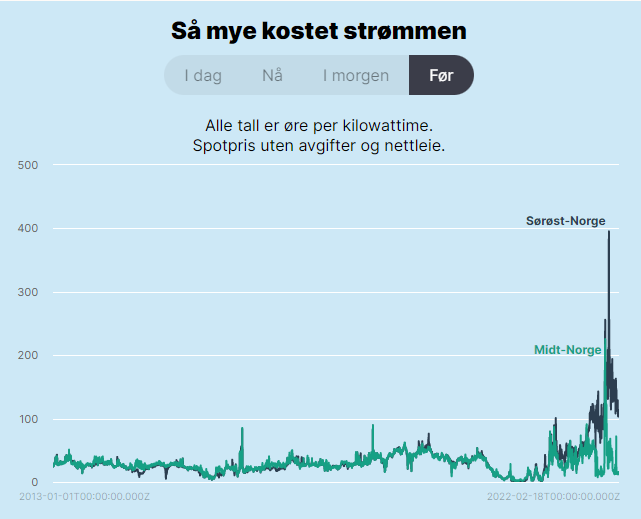 Så mye kostet strømmen
I dag Nå I morgen Før
Alle tall er øre per kilowattime.
Spotpris uten avgifter og nettleie.
500
Sørøst-Norge
400
300
Midt-Norge
200
100
0
2013-01-01T00:00:00.000Z 2022-02-18T00:00:00.000Z